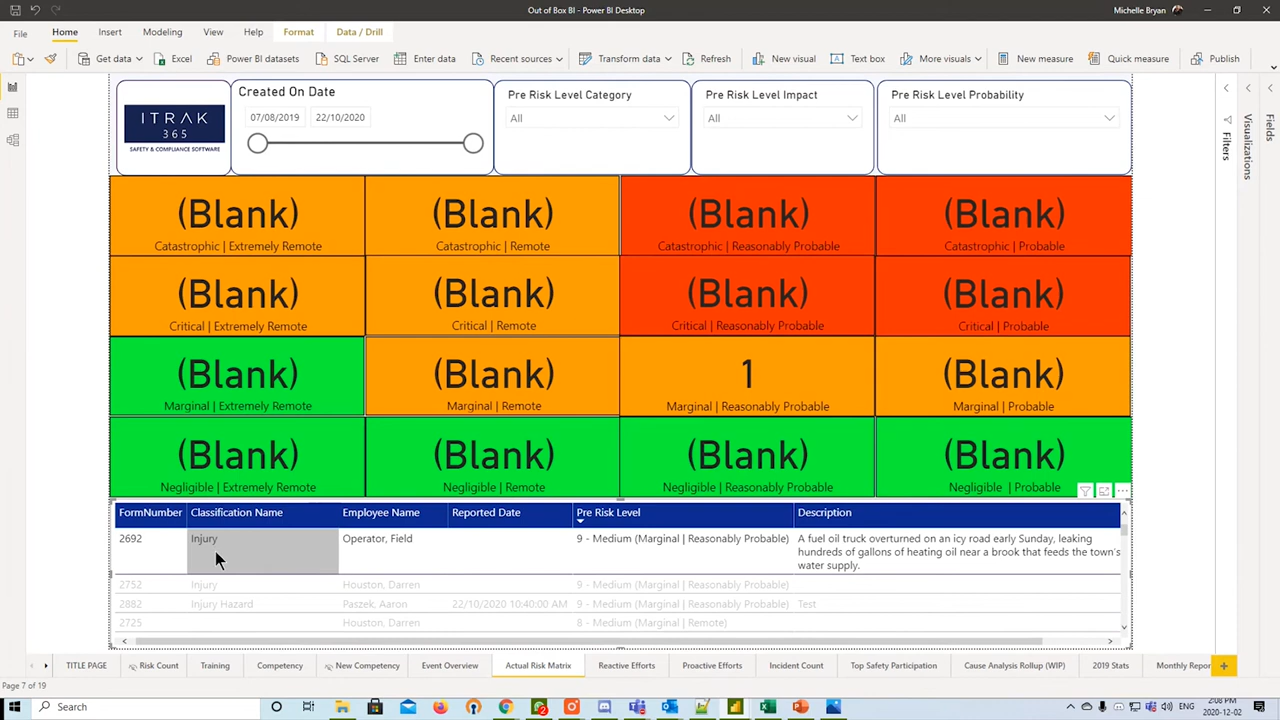 Out of Box BI - Power BI Desktop
Michelle Bryan
File Home Insert Modeling View Help Format Data / Drill
Get data Excel Power BI datasets SQL Server Enter data Recent sources Transform data Refresh New visual Text box More visuals New measure Quick measure Publish
ITRAK
365
SAFETY & COMPLIANCE SOFTWARE
Created On Date
07/08/2019 22/10/2020
Pre Risk Level Category
All
Pre Risk Level Impact
All
Pre Risk Level Probability
All
Filters
Visualizations
Fields
(Blank) (Blank) (Blank) (Blank)
Catastrophic | Extremely Remote Catastrophic | Remote Catastrophic | Reasonably Probable Catastrophic | Probable
(Blank) (Blank) (Blank) (Blank)
Critical | Extremely Remote Critical | Remote Critical | Reasonably Probable Critical | Probable
(Blank) (Blank) 1 (Blank)
Marginal | Extremely Remote Marginal | Remote Marginal | Reasonably Probable Marginal | Probable
(Blank) (Blank) (Blank) (Blank)
Negligible | Extremely Remote Negligible | Remote Negligible | Reasonably Probable Negligible | Probable
FormNumber Classification Name Employee Name Reported Date Pre Risk Level Description
2692 Injury Operator, Field 9 - Medium (Marginal | Reasonably Probable) A fuel oil truck overturned on an icy road early Sunday, leaking
hundreds of gallons of heating oil near a brook that feeds the town's
water supply.
2752 Injury Houston, Darren 9 - Medium (Marginal | Reasonably Probable)
2882 Injury Hazard Paszek, Aaron 22/10/2020 10:40:00 AM 9 - Medium (Marginal | Reasonably Probable) Test
2725 Houston, Darren 8 - Medium (Marginal | Remote)
TITLE PAGE Risk Count Training Competency New Competency Event Overview Actual Risk Matrix Reactive Efforts Proactive Efforts Incident Count Top Safety Participation Cause Analysis Rollup (WIP) 2019 Stats Monthly Repor
Page 7 of 19
Search
2:08 PM
2020-12-02